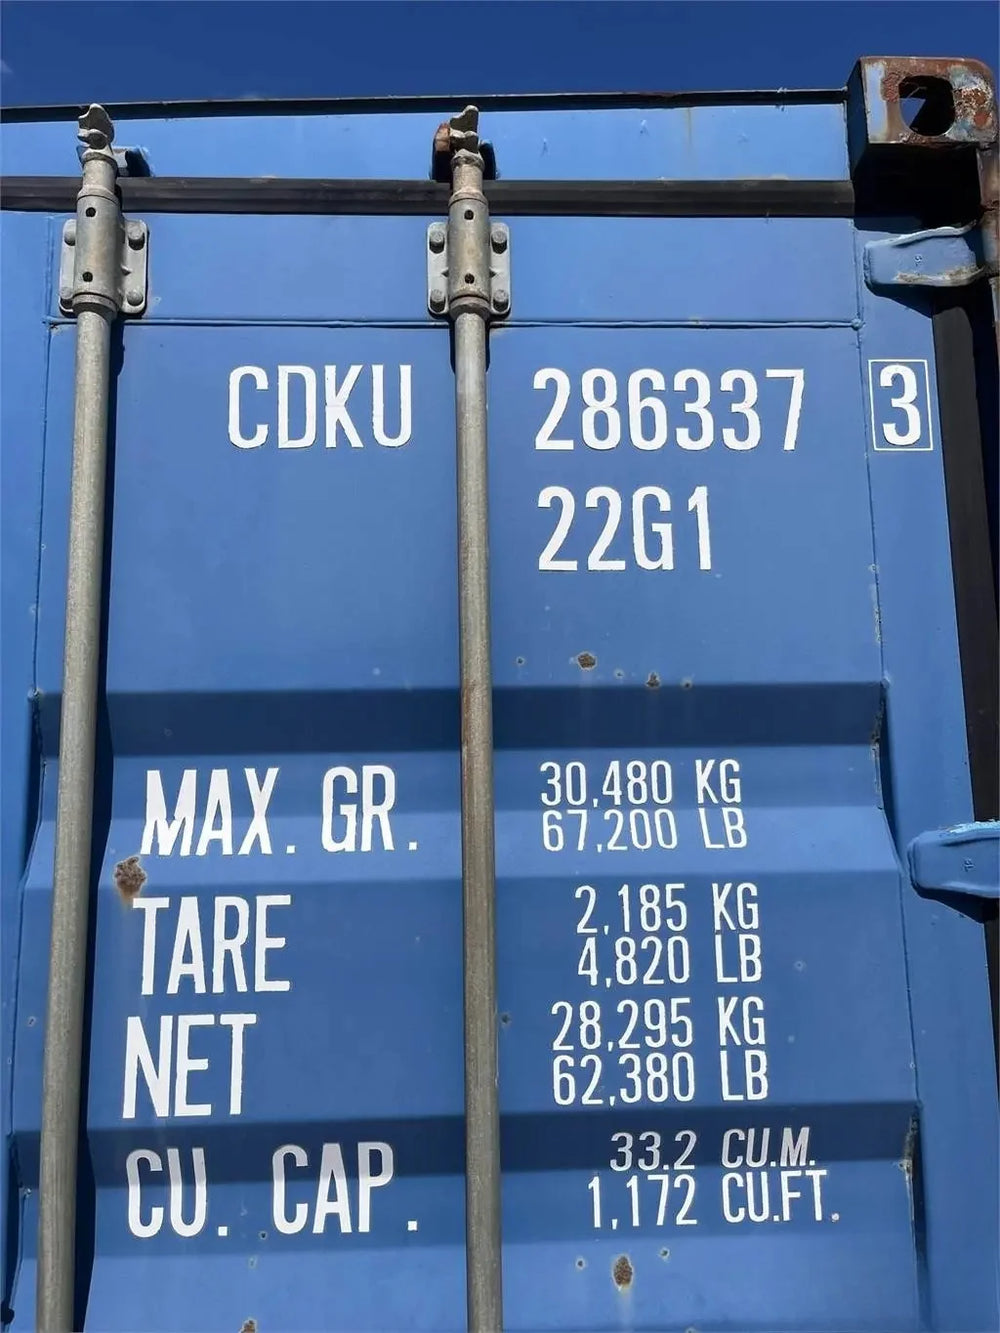 CDKU 286337 3
22G1
MAX. GR. 30,480 KG
67,200 LB
TARE 2,185 KG
4,820 LB
NET 28,295 KG
62,380 LB
CU. CAP. 33.2 CU.M.
1,172 CU.FT.